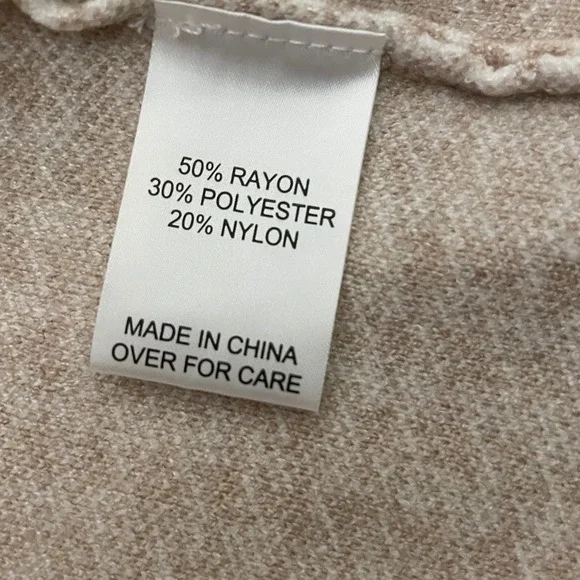 50% RAYON
30% POLYESTER
20% NYLON
MADE IN CHINA
OVER FOR CARE